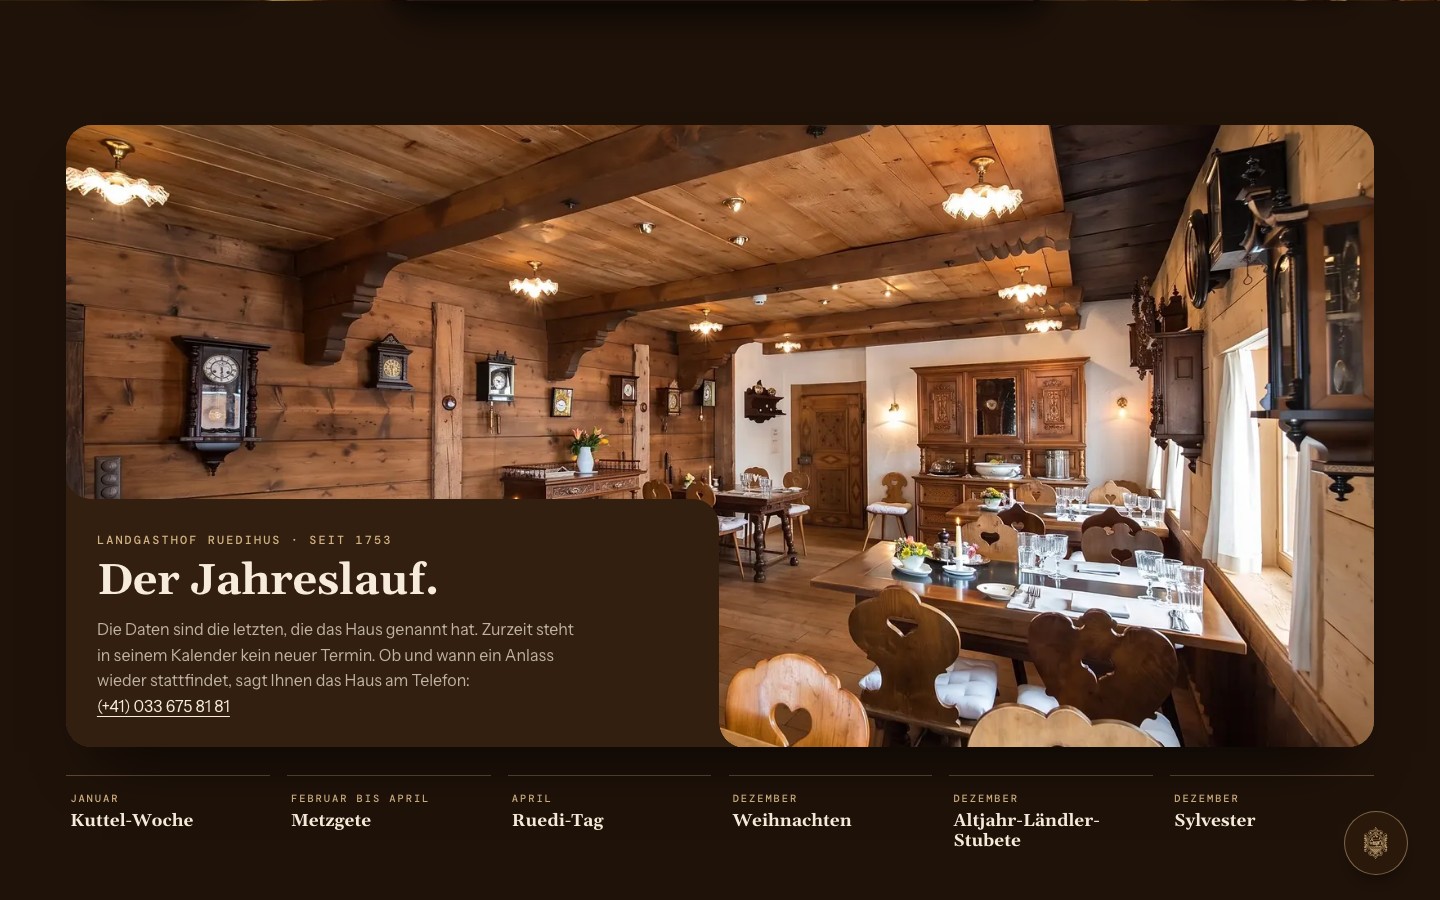 LANDGASTHOF RUEDIHUS · SEIT 1753
Der Jahreslauf.
Die Daten sind die letzten, die das Haus genannt hat. Zurzeit steht
in seinem Kalender kein neuer Termin. Ob und wann ein Anlass
wieder stattfindet, sagt Ihnen das Haus am Telefon:
(+41) 033 675 81 81
JANUAR
Kuttel-Woche
FEBRUAR BIS APRIL
Metzgete
APRIL
Ruedi-Tag
DEZEMBER
Weihnachten
DEZEMBER
Altjahr-Ländler-
Stubete
DEZEMBER
Sylvester